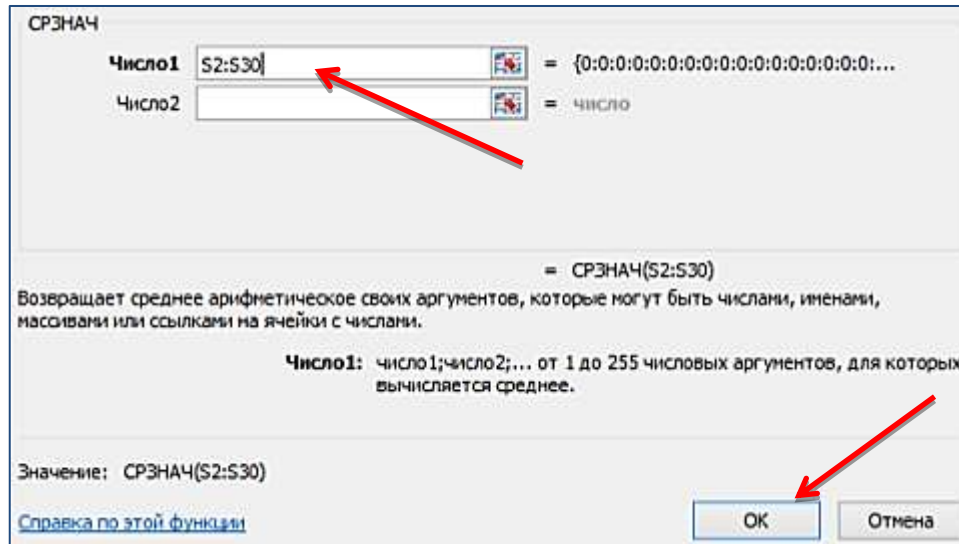 СРЗНАЧ
Число1 S2:S30 = {0:0:0:0:0:0:0:0:0:0:0:0:0:0:0:0:0:...
Число2 = число
= СРЗНАЧ(S2:S30)
Возвращает среднее арифметическое своих аргументов, которые могут быть числами, именами,
массивами или ссылками на ячейки с числами.
Число1: число1;число2;... от 1 до 255 числовых аргументов, для которых
вычисляется среднее.
Значение: СРЗНАЧ(S2:S30)
Справка по этой функции
ОК Отмена